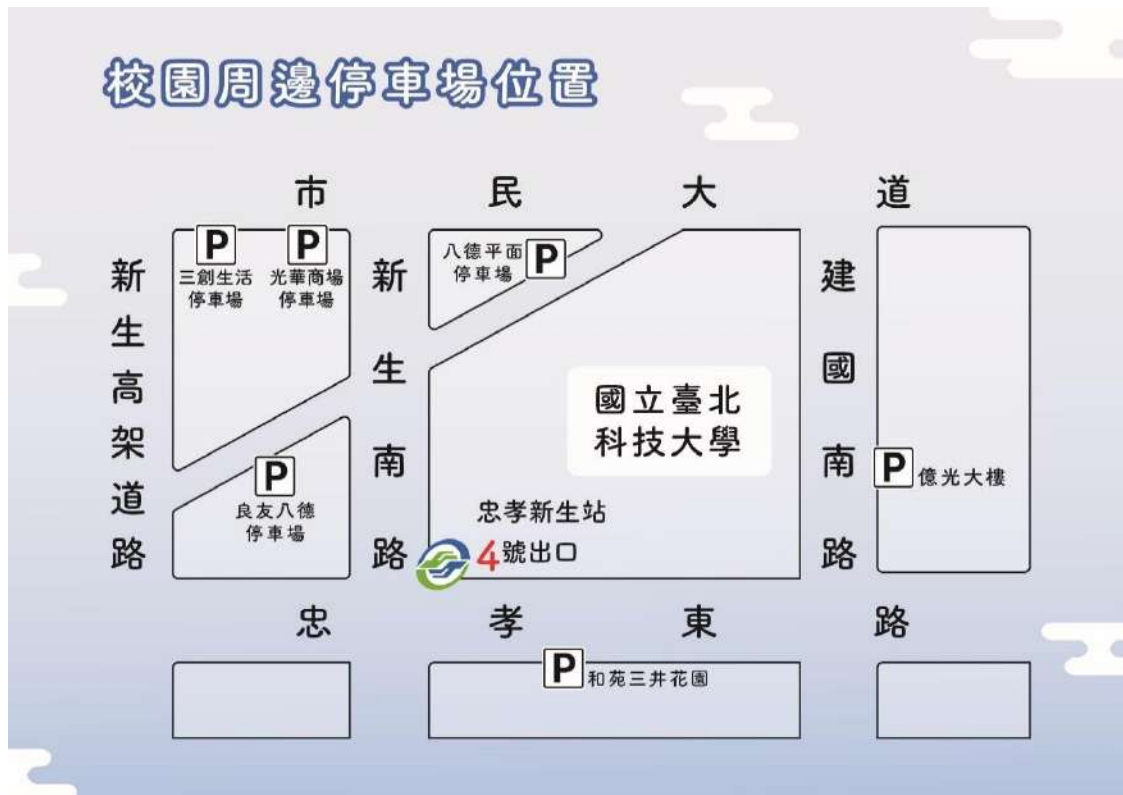 校園周邊停車場位置
市民大道
新生高架道路
P
三創生活
停車場
P
光華商場
停車場
新生南路
八德平面
停車場
P
建國南路
國立臺北
科技大學
P
良友八德
停車場
P
億光大樓
忠孝新生站
4號出口
忠孝東路
P
和苑三井花園